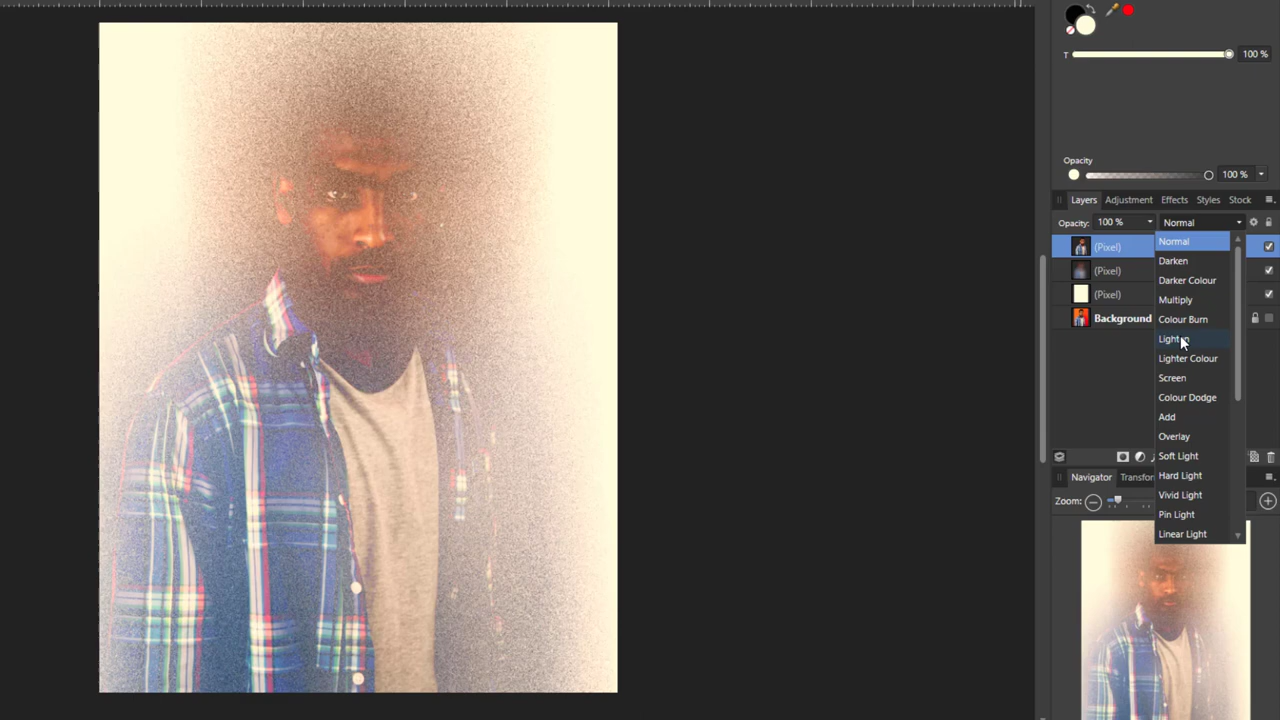 T 100 %
Opacity
100 %
Layers Adjustment Effects Styles Stock
Opacity: 100 % Normal
(Pixel) Normal
Darken
(Pixel)
Darker Colour
(Pixel) Multiply
Background Colour Burn
Lighten
Lighter Colour
Screen
Colour Dodge
Add
Overlay
Soft Light
Navigator Transfor Hard Light
Zoom: Vivid Light
Pin Light
Linear Light